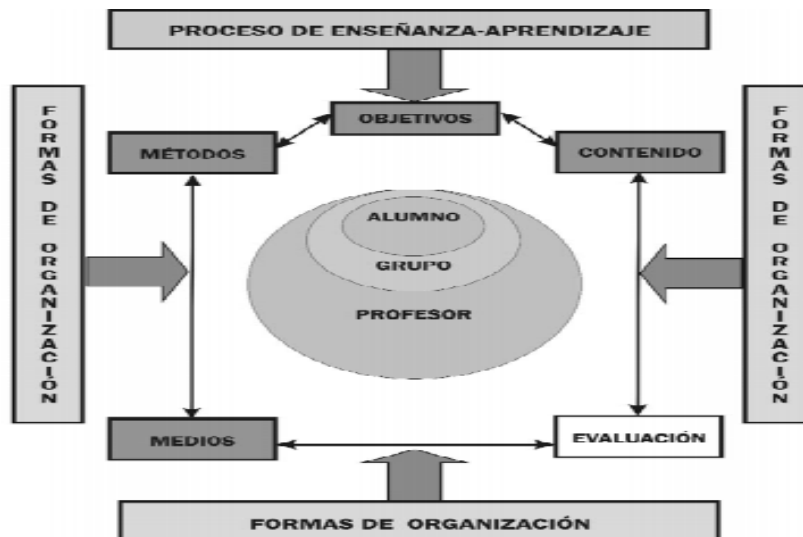 PROCESO DE ENSEÑANZA-APRENDIZAJE
OBJETIVOS
MÉTODOS
CONTENIDO
FORMAS DE ORGANIZACIÓN
FORMAS DE ORGANIZACIÓN
ALUMNO
GRUPO
PROFESOR
MEDIOS
EVALUACIÓN
FORMAS DE ORGANIZACIÓN